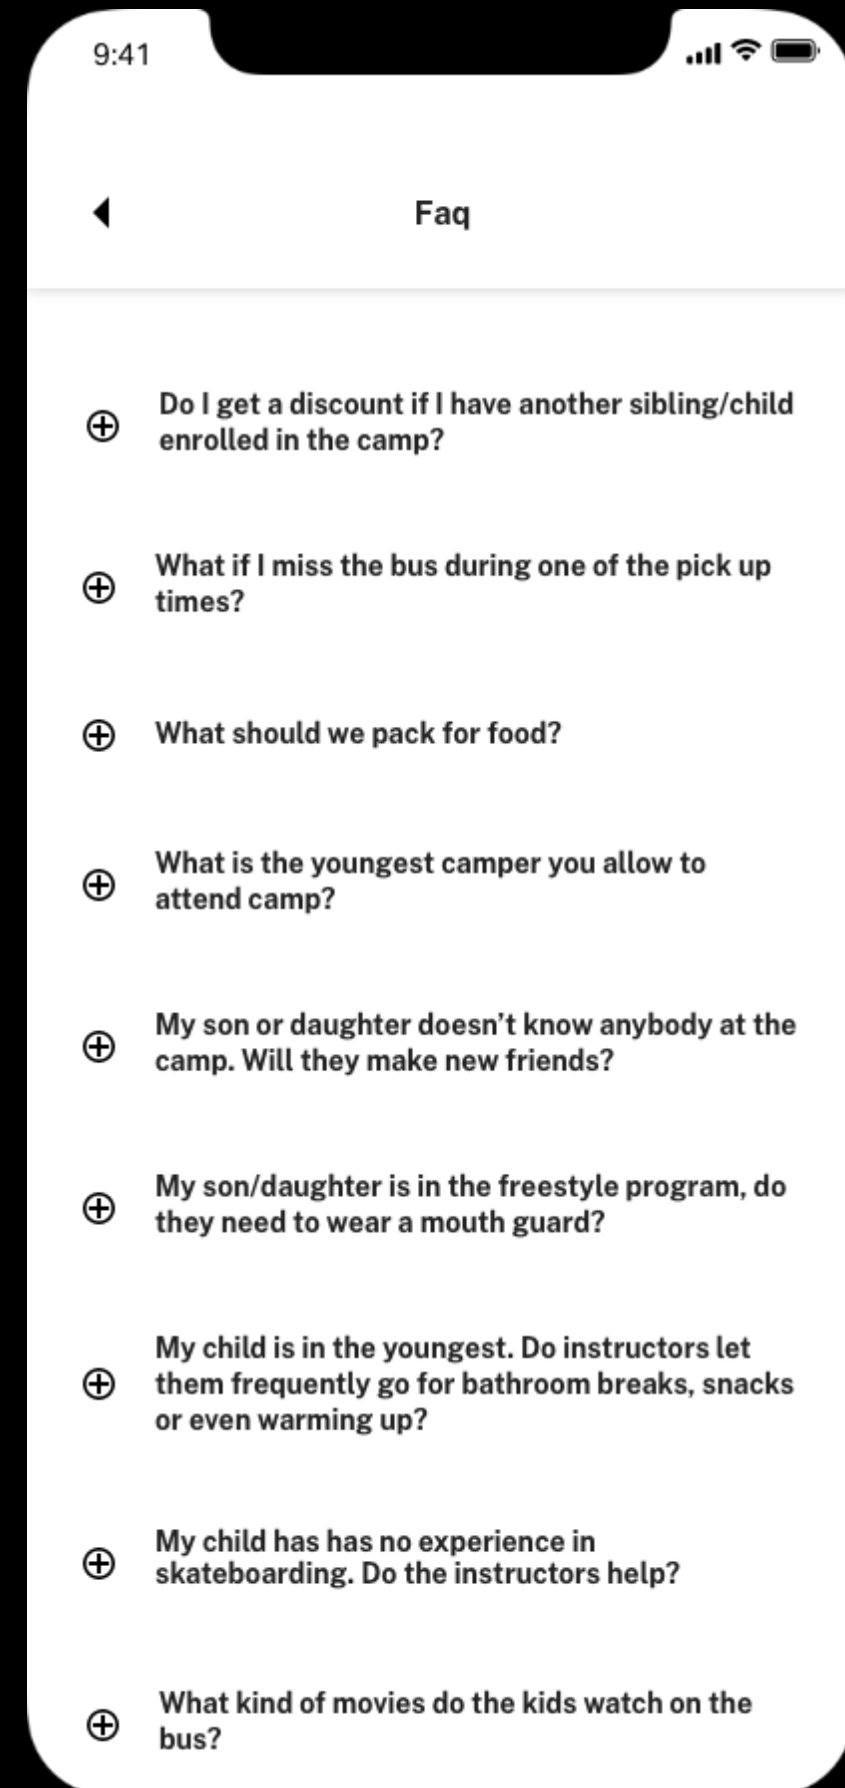 9:41
Faq
Do I get a discount if I have another sibling/child
enrolled in the camp?
What if I miss the bus during one of the pick up
times?
What should we pack for food?
What is the youngest camper you allow to
attend camp?
My son or daughter doesn’t know anybody at the
camp. Will they make new friends?
My son/daughter is in the freestyle program, do
they need to wear a mouth guard?
My child is in the youngest. Do instructors let
them frequently go for bathroom breaks, snacks
or even warming up?
My child has has no experience in
skateboarding. Do the instructors help?
What kind of movies do the kids watch on the
bus?